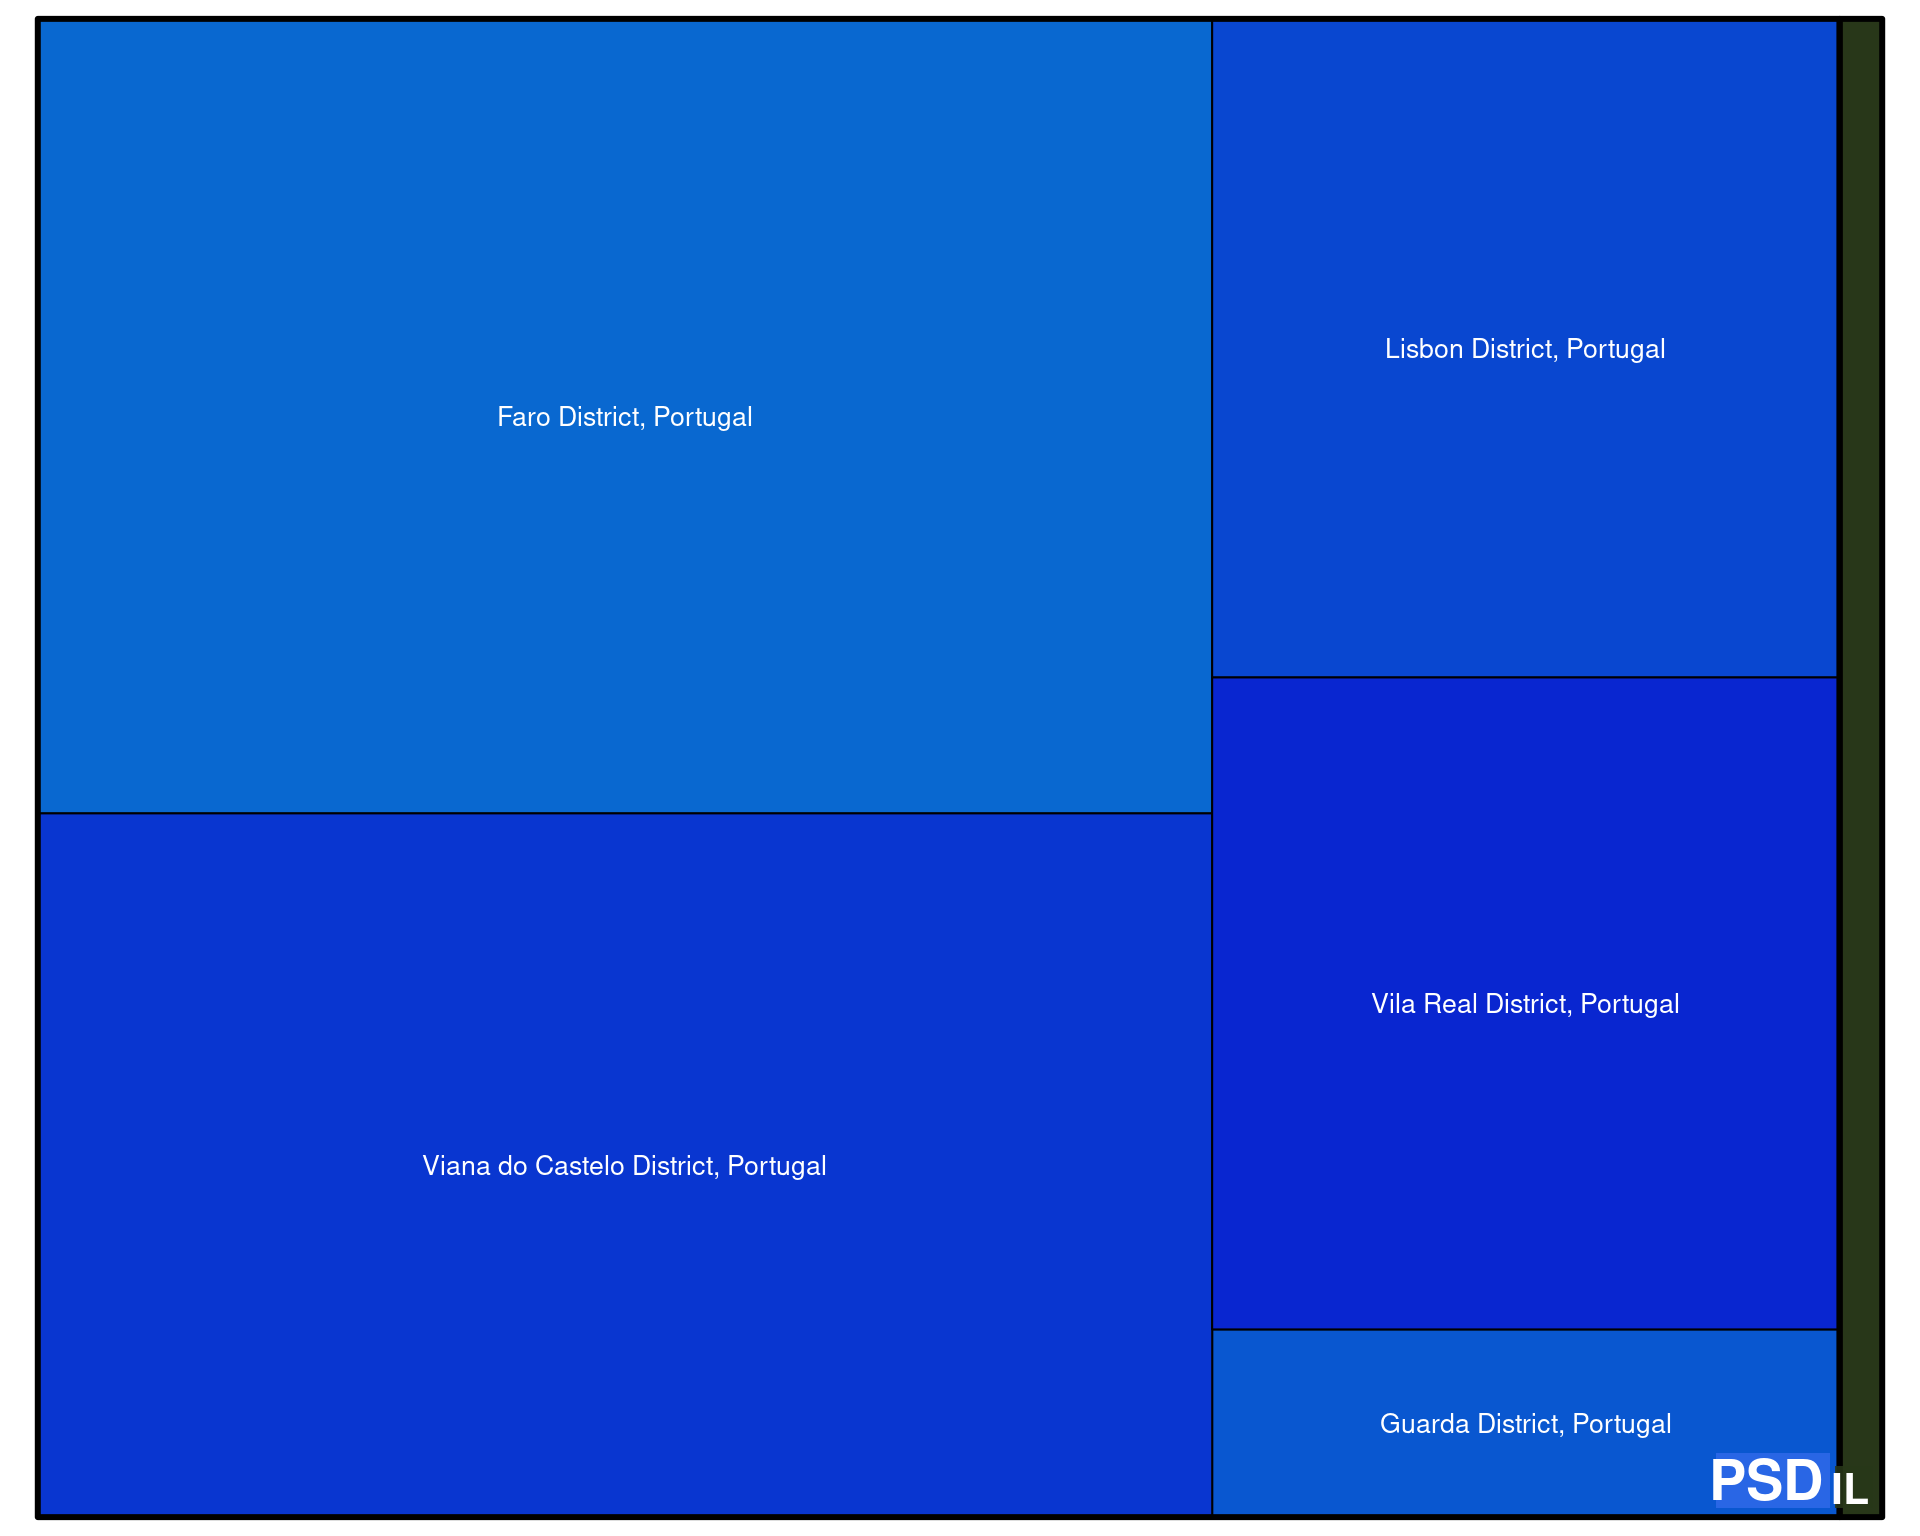 Faro District, Portugal
Lisbon District, Portugal
Viana do Castelo District, Portugal
Vila Real District, Portugal
Guarda District, Portugal
PSD
IL